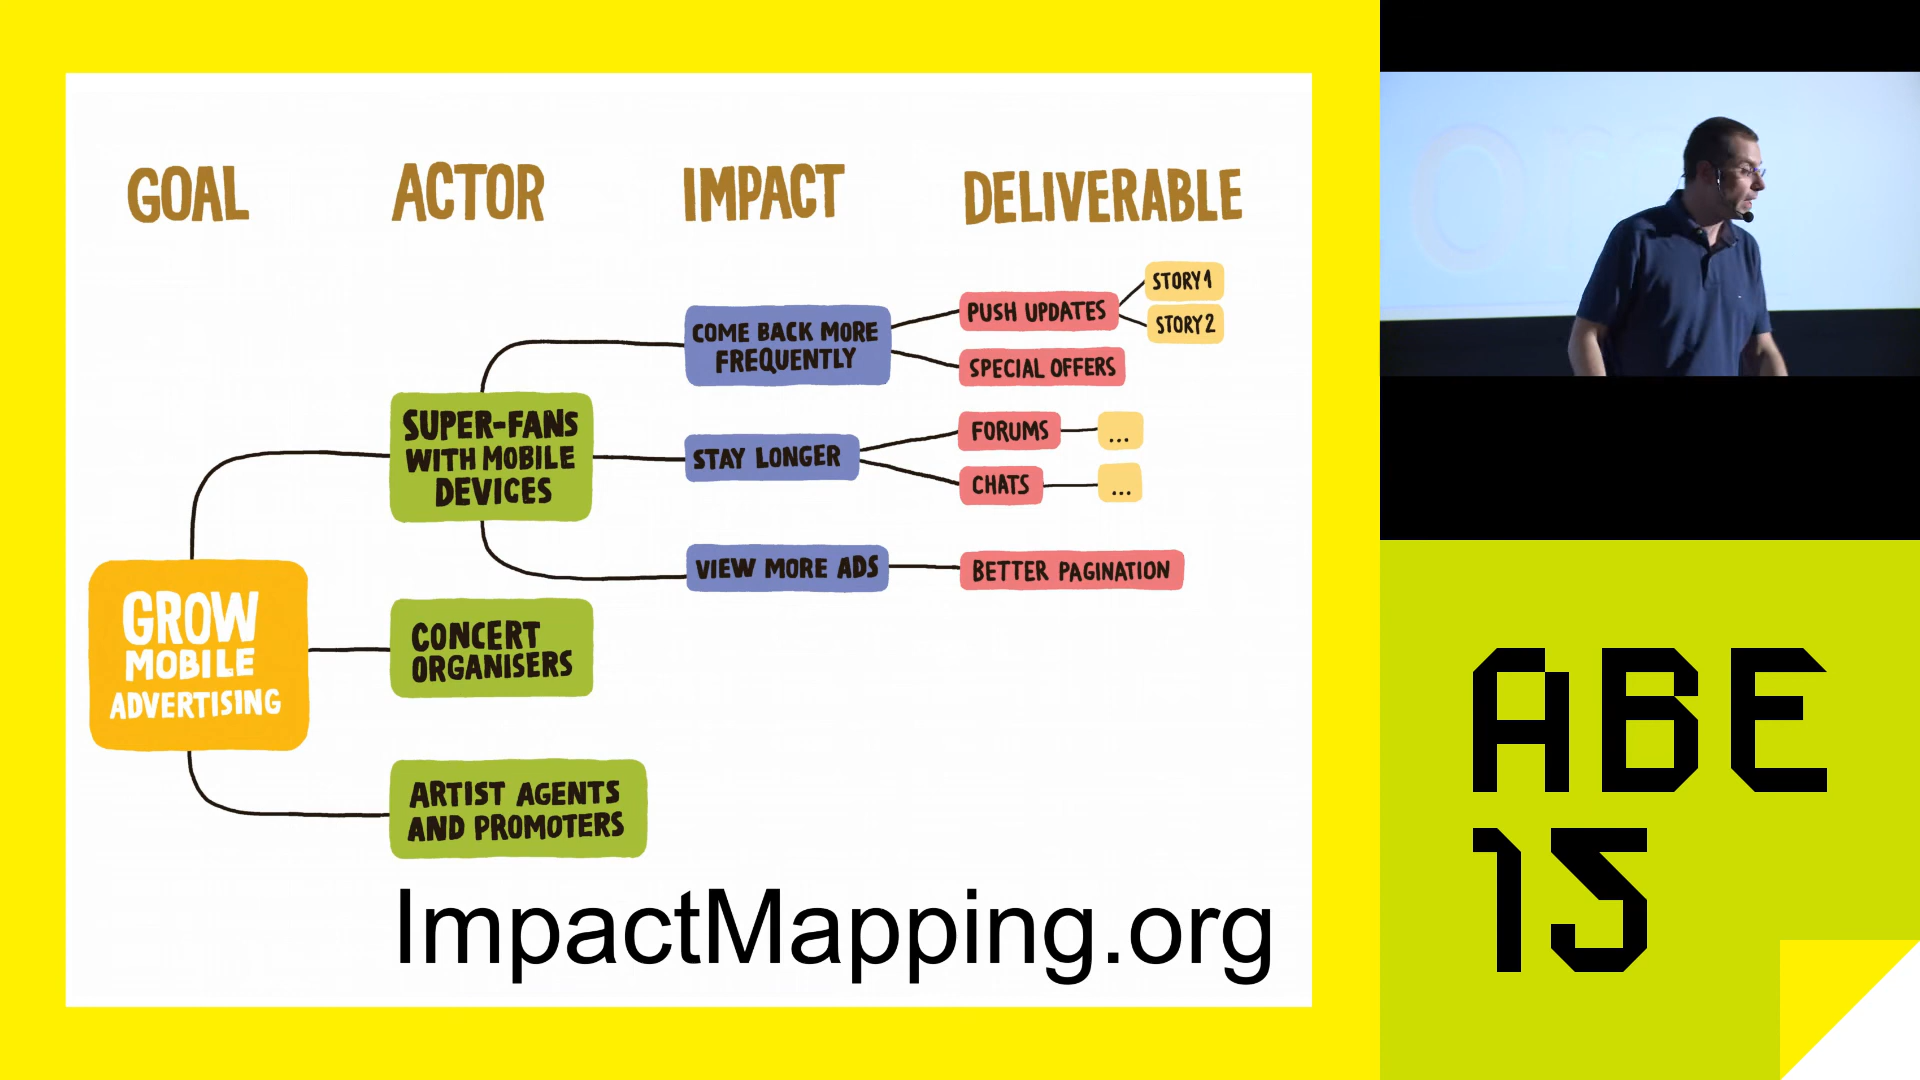 GOAL ACTOR IMPACT DELIVERABLE
GROW
MOBILE
ADVERTISING
SUPER-FANS
WITH MOBILE
DEVICES
CONCERT
ORGANISERS
ARTIST AGENTS
AND PROMOTERS
COME BACK MORE
FREQUENTLY
STAY LONGER
VIEW MORE ADS
PUSH UPDATES
STORY 1
STORY 2
SPECIAL OFFERS
FORUMS
...
CHATS
...
BETTER PAGINATION
ImpactMapping.org
or
ABE
15